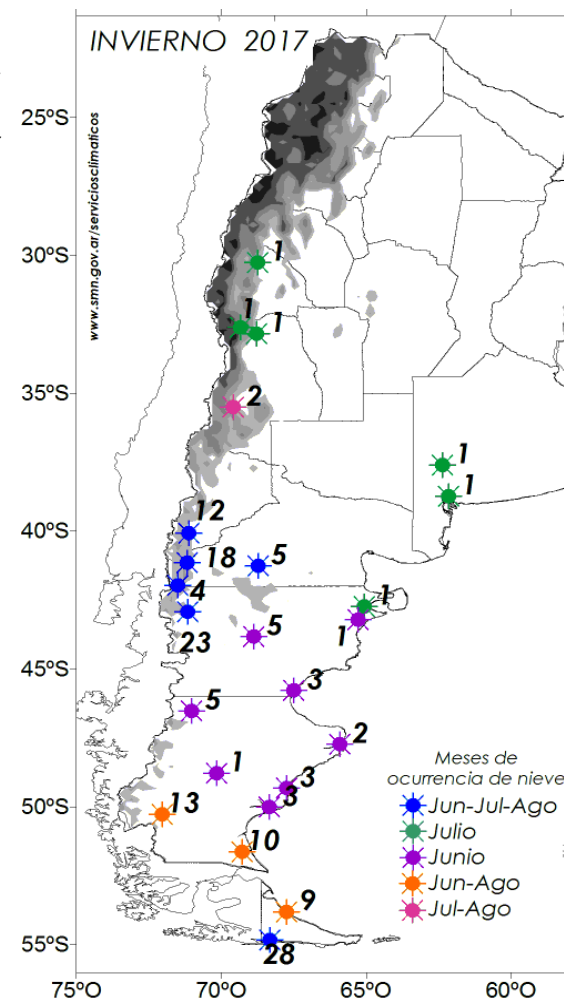 INVIERNO 2017
25ºS
www.smn.gov.ar/serviciosclimaticos
1
30ºS
1
1
35ºS
2
1
1
40ºS
12
18
5
4
1
23
5
1
45ºS
3
5
2
1
3
3
50ºS
13
10
9
55ºS
28
Meses de
ocurrencia de nieve
Jun-Jul-Ago
Julio
Junio
Jun-Ago
Jul-Ago
75ºO
70ºO
65ºO
60ºO